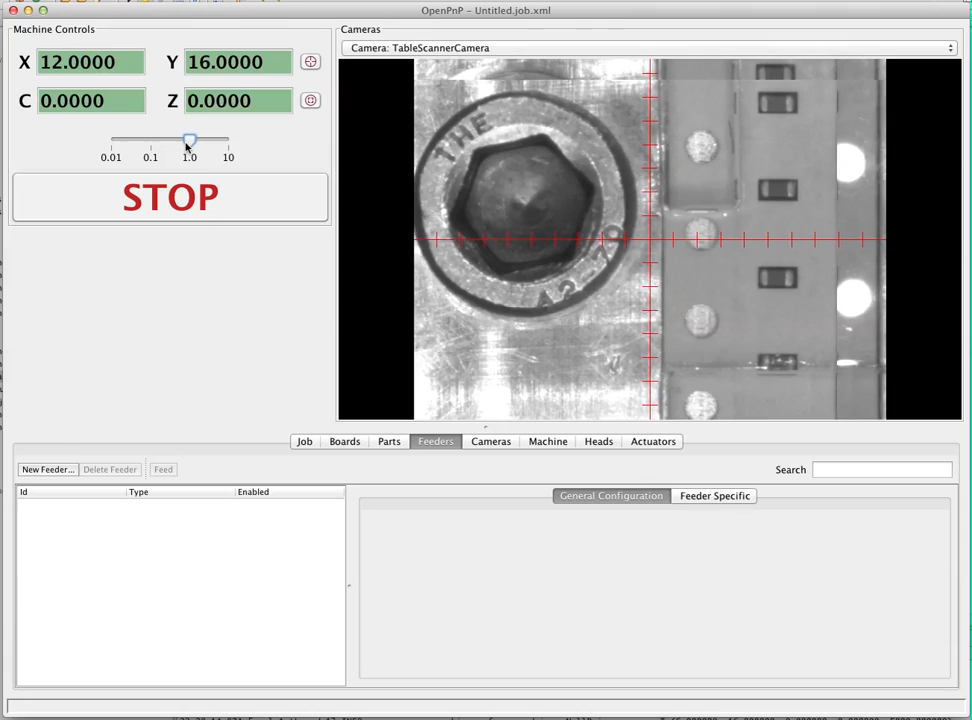 OpenPnP - Untitled.job.xml
Machine Controls
X 12.0000 Y 16.0000
C 0.0000 Z 0.0000
0.01 0.1 1.0 10
STOP
Cameras
Camera: TableScannerCamera
THE
A2-70
Job Boards Parts Feeders Cameras Machine Heads Actuators
New Feeder... Delete Feeder Feed
Search
Id Type Enabled
General Configuration Feeder Specific